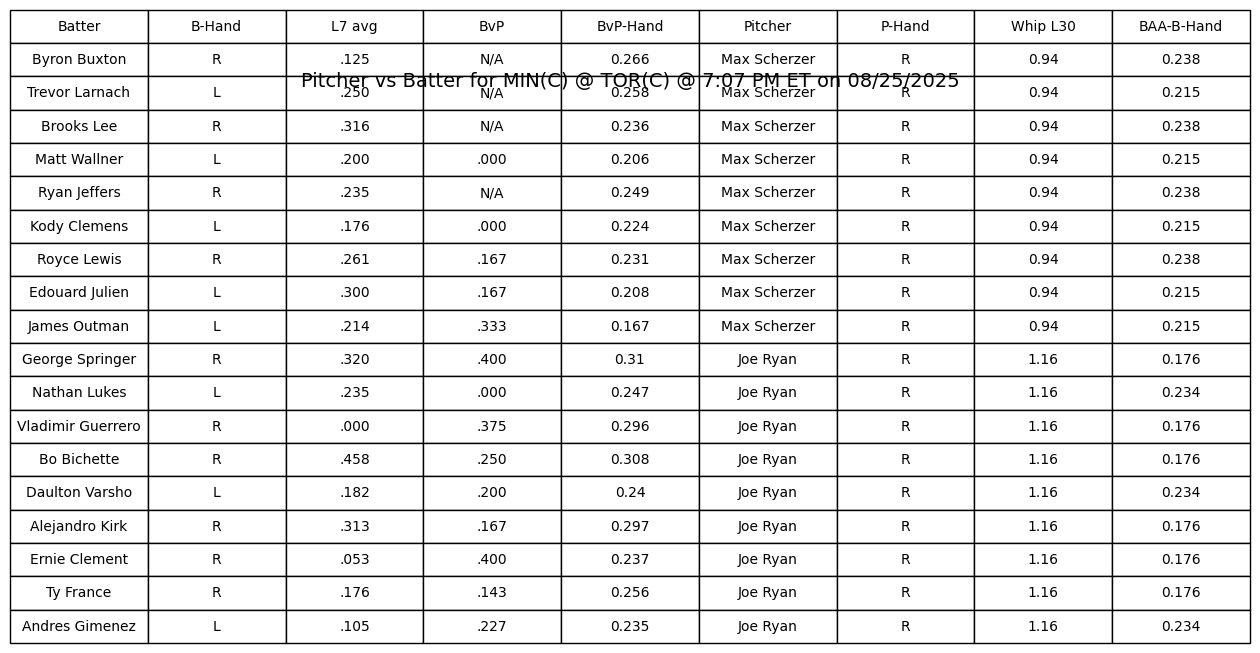 Batter B-Hand L7 avg BvP BvP-Hand Pitcher P-Hand Whip L30 BAA-B-Hand
Byron Buxton R .125 N/A 0.266 Max Scherzer R 0.94 0.238
Pitcher vs Batter for MIN(C) @ TOR(C) @ 7:07 PM ET on 08/25/2025
Trevor Larnach L .250 N/A 0.258 Max Scherzer R 0.94 0.215
Brooks Lee R .316 N/A 0.236 Max Scherzer R 0.94 0.238
Matt Wallner L .200 .000 0.206 Max Scherzer R 0.94 0.215
Ryan Jeffers R .235 N/A 0.249 Max Scherzer R 0.94 0.238
Kody Clemens L .176 .000 0.224 Max Scherzer R 0.94 0.215
Royce Lewis R .261 .167 0.231 Max Scherzer R 0.94 0.238
Edouard Julien L .300 .167 0.208 Max Scherzer R 0.94 0.215
James Outman L .214 .333 0.167 Max Scherzer R 0.94 0.215
George Springer R .320 .400 0.31 Joe Ryan R 1.16 0.176
Nathan Lukes L .235 .000 0.247 Joe Ryan R 1.16 0.234
Vladimir Guerrero R .000 .375 0.296 Joe Ryan R 1.16 0.176
Bo Bichette R .458 .250 0.308 Joe Ryan R 1.16 0.176
Daulton Varsho L .182 .200 0.24 Joe Ryan R 1.16 0.234
Alejandro Kirk R .313 .167 0.297 Joe Ryan R 1.16 0.176
Ernie Clement R .053 .400 0.237 Joe Ryan R 1.16 0.176
Ty France R .176 .143 0.256 Joe Ryan R 1.16 0.176
Andres Gimenez L .105 .227 0.235 Joe Ryan R 1.16 0.234